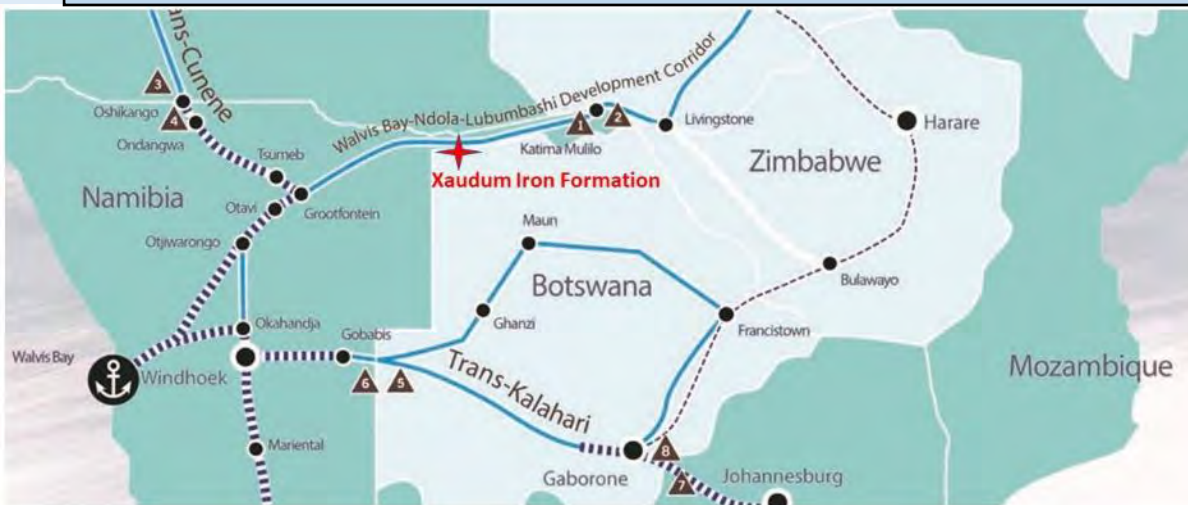 ans-Cunene
3
Oshikango
4
Ondangwa
Tsumeb
Namibia
Otavi
Grootfontein
Otjiwarongo
Walvis Bay-Ndola-Lubumbashi Development Corridor
1
2
Katima Mulilo
Livingstone
Xaudum Iron Formation
Harare
Zimbabwe
Maun
Botswana
Bulawayo
Ghanzi
Francistown
Okahandja
Gobabis
Walvis Bay
Windhoek
6
5
Trans-Kalahari
Mozambique
Mariental
8
Gaborone
7
Johannesburg